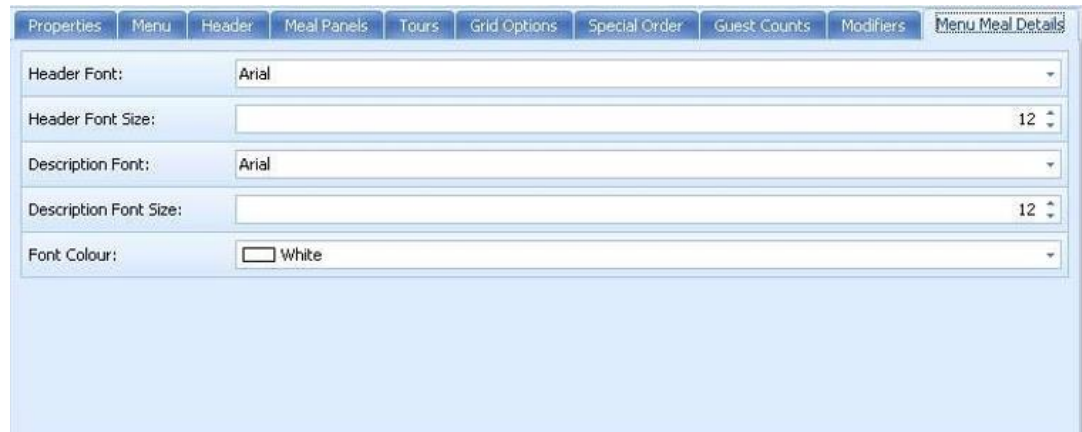 Properties Menu Header Meal Panels Tours Grid Options Special Order Guest Counts Modifiers Menu Meal Details
Header Font: Arial
Header Font Size: 12
Description Font: Arial
Description Font Size: 12
Font Colour: White